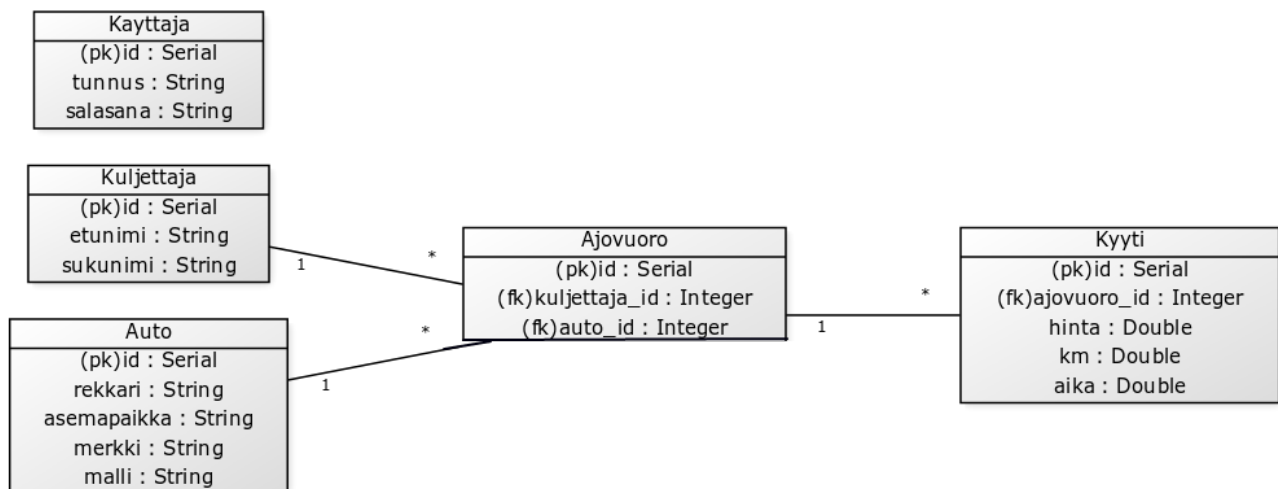 Kayttaja
(pk)id : Serial
tunnus : String
salasana : String
Kuljettaja
(pk)id : Serial
etunimi : String
sukunimi : String
1
*
Auto
(pk)id : Serial
rekkari : String
asemapaikka : String
merkki : String
malli : String
1
*
Ajovuoro
(pk)id : Serial
(fk)kuljettaja_id : Integer
(fk)auto_id : Integer
1
*
Kyyti
(pk)id : Serial
(fk)ajovuoro_id : Integer
hinta : Double
km : Double
aika : Double